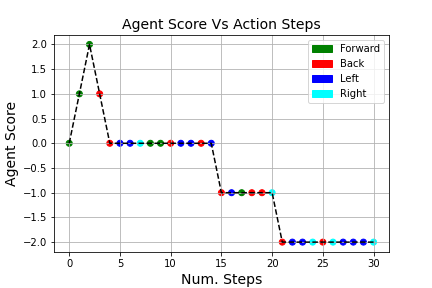 Agent Score Vs Action Steps
Forward
Back
Left
Right
2.0
1.5
1.0
0.5
0.0
−0.5
−1.0
−1.5
−2.0
Agent Score
0 5 10 15 20 25 30
Num. Steps